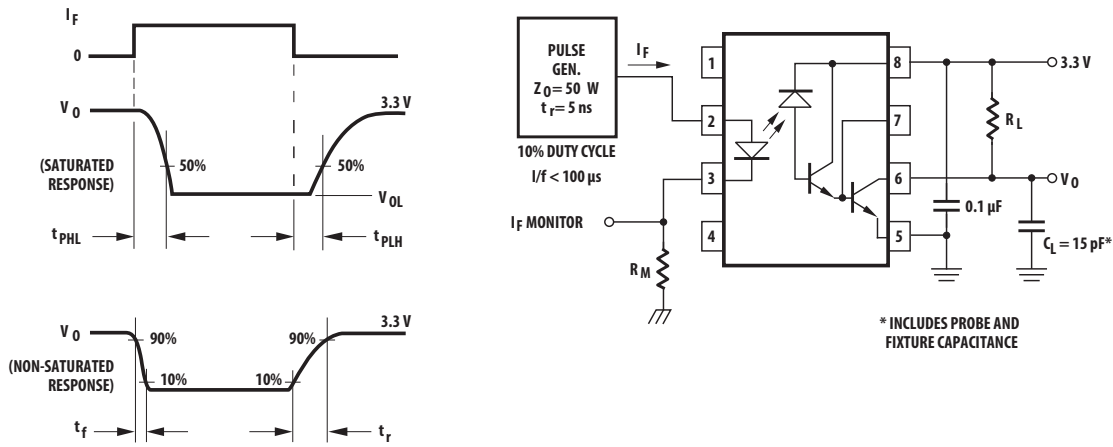 I F
0
V O
3.3 V
(SATURATED
RESPONSE)
50%
50%
V OL
t PHL
t PLH
V O
3.3 V
90%
90%
(NON-SATURATED
RESPONSE)
10%
10%
t f
t r
PULSE
GEN.
Z O = 50 W
t r = 5 ns
I F
10% DUTY CYCLE
I/f < 100 µs
I F MONITOR
R M
1
2
3
4
8
7
6
5
3.3 V
R L
V O
0.1 µF
C L = 15 pF*
* INCLUDES PROBE AND
FIXTURE CAPACITANCE